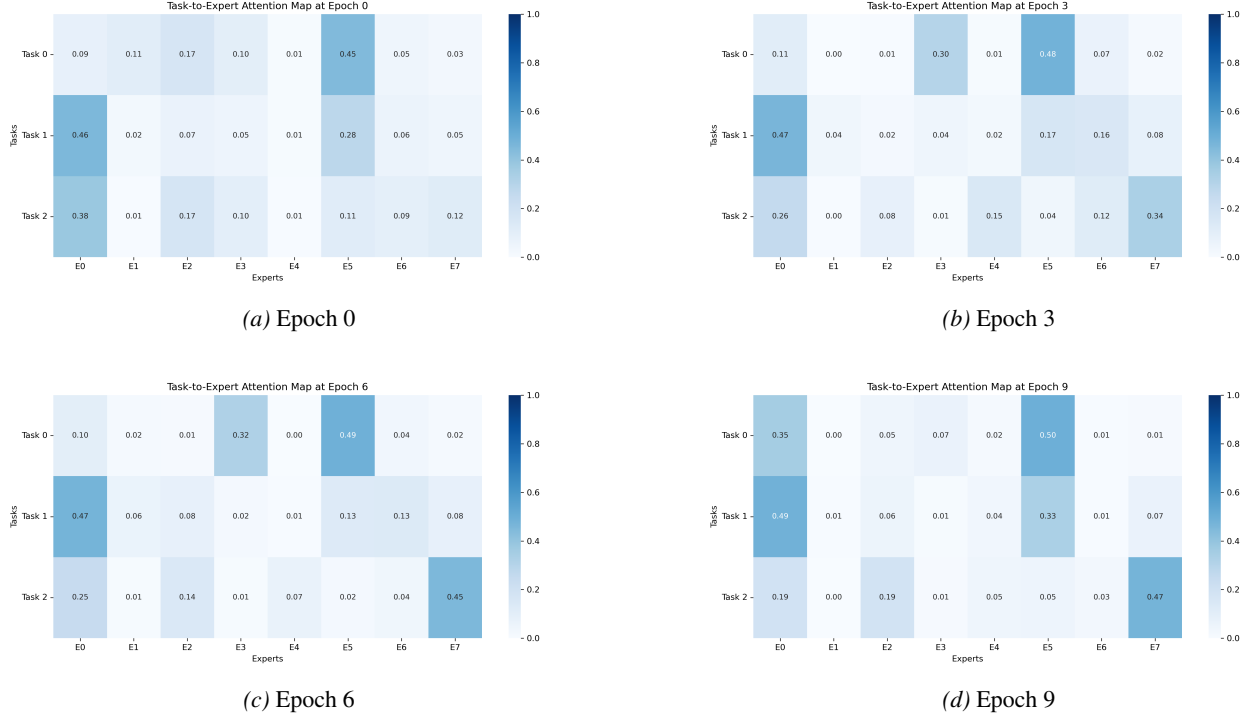 Task-to-Expert Attention Map at Epoch 0
Tasks
Task 0 0.09 0.11 0.17 0.10 0.01 0.45 0.05 0.03
Task 1 0.46 0.02 0.07 0.05 0.01 0.28 0.06 0.05
Task 2 0.38 0.01 0.17 0.10 0.01 0.11 0.09 0.12
E0 E1 E2 E3 E4 E5 E6 E7
Experts
1.0
0.8
0.6
0.4
0.2
0.0
(a) Epoch 0
Task-to-Expert Attention Map at Epoch 3
Tasks
Task 0 0.11 0.00 0.01 0.30 0.01 0.48 0.07 0.02
Task 1 0.47 0.04 0.02 0.04 0.02 0.17 0.16 0.08
Task 2 0.26 0.00 0.08 0.01 0.15 0.04 0.12 0.34
E0 E1 E2 E3 E4 E5 E6 E7
Experts
1.0
0.8
0.6
0.4
0.2
0.0
(b) Epoch 3
Task-to-Expert Attention Map at Epoch 6
Tasks
Task 0 0.10 0.02 0.01 0.32 0.00 0.49 0.04 0.02
Task 1 0.47 0.06 0.08 0.02 0.01 0.13 0.13 0.08
Task 2 0.25 0.01 0.14 0.01 0.07 0.02 0.04 0.45
E0 E1 E2 E3 E4 E5 E6 E7
Experts
1.0
0.8
0.6
0.4
0.2
0.0
(c) Epoch 6
Task-to-Expert Attention Map at Epoch 9
Tasks
Task 0 0.35 0.00 0.05 0.07 0.02 0.50 0.01 0.01
Task 1 0.49 0.01 0.06 0.01 0.04 0.33 0.01 0.07
Task 2 0.19 0.00 0.19 0.01 0.05 0.05 0.03 0.47
E0 E1 E2 E3 E4 E5 E6 E7
Experts
1.0
0.8
0.6
0.4
0.2
0.0
(d) Epoch 9